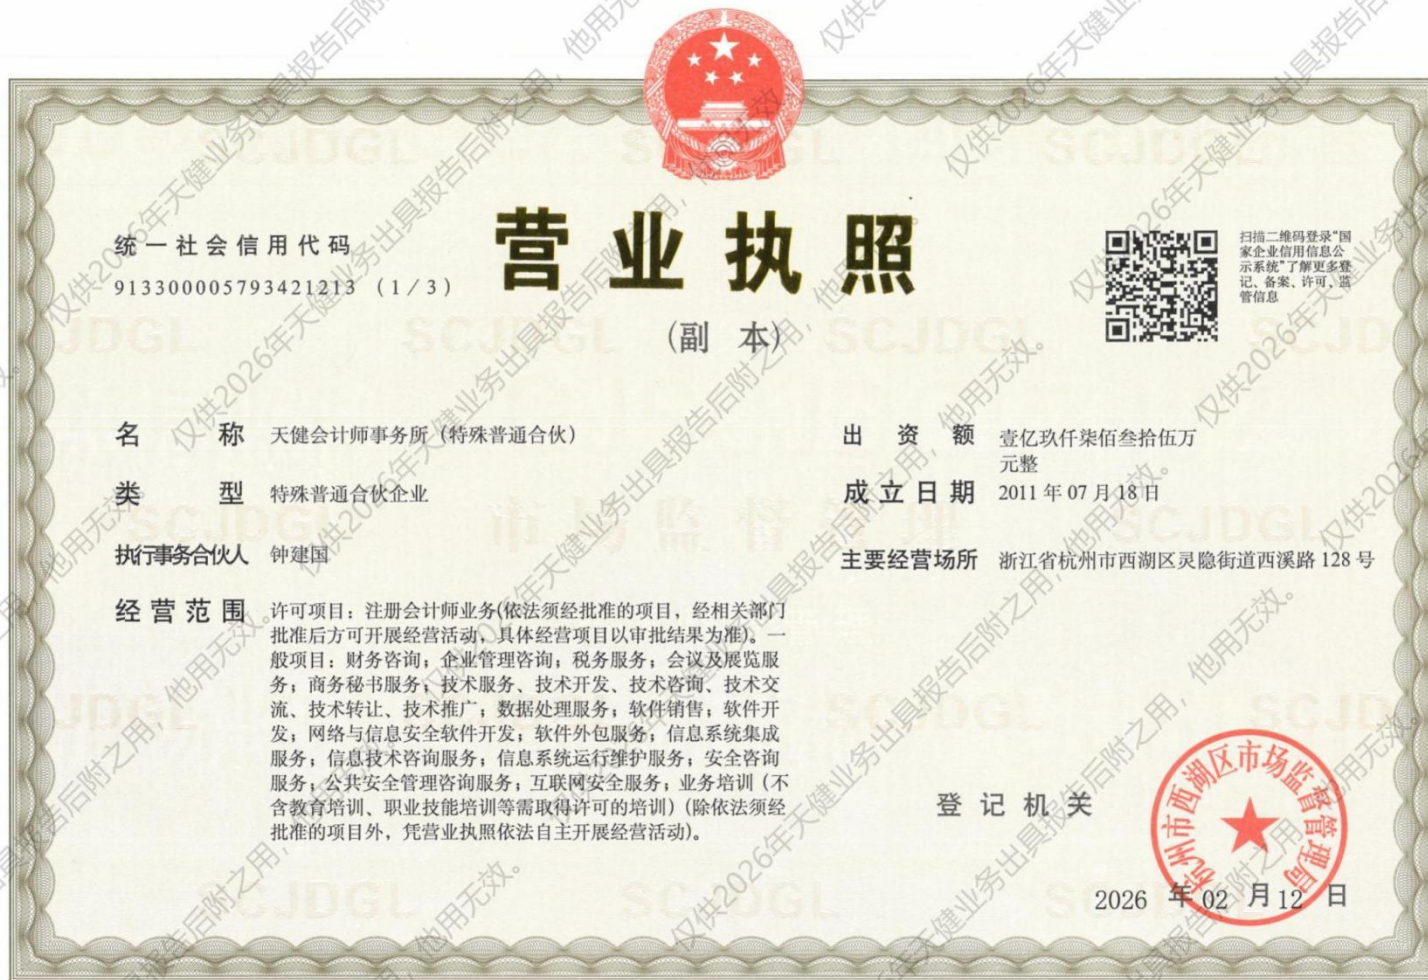 营业执照
(副 本)
统一社会信用代码
913300005793421213 (1/3)
扫描二维码登录“国
家企业信用信息公
示系统”了解更多登
记、备案、许可、监
管信息
名 称 天健会计师事务所（特殊普通合伙）
类 型 特殊普通合伙企业
执行事务合伙人 钟建国
经营范围 许可项目：注册会计师业务(依法须经批准的项目，经相关部门
批准后方可开展经营活动，具体经营项目以审批结果为准)。一
般项目：财务咨询；企业管理咨询；税务服务；会议及展览服
务；商务秘书服务；技术服务、技术开发、技术咨询、技术交
流、技术转让、技术推广；数据处理服务；软件销售；软件开
发；网络与信息安全软件开发；软件外包服务；信息系统集成
服务；信息技术咨询服务；信息系统运行维护服务；安全咨询
服务；公共安全管理咨询服务；互联网安全服务；业务培训（不
含教育培训、职业技能培训等需取得许可的培训）(除依法须经
批准的项目外，凭营业执照依法自主开展经营活动)。
出 资 额 壹亿玖仟柒佰叁拾伍万
元整
成立日期 2011年07月18日
主要经营场所 浙江省杭州市西湖区灵隐街道西溪路128号
登记机关
杭州市西湖区市场监督管理局
2026 年 02 月 12 日
仅供2026年天健业务出具报告后附之用，他用无效。
SCJDGL
市场监督管理